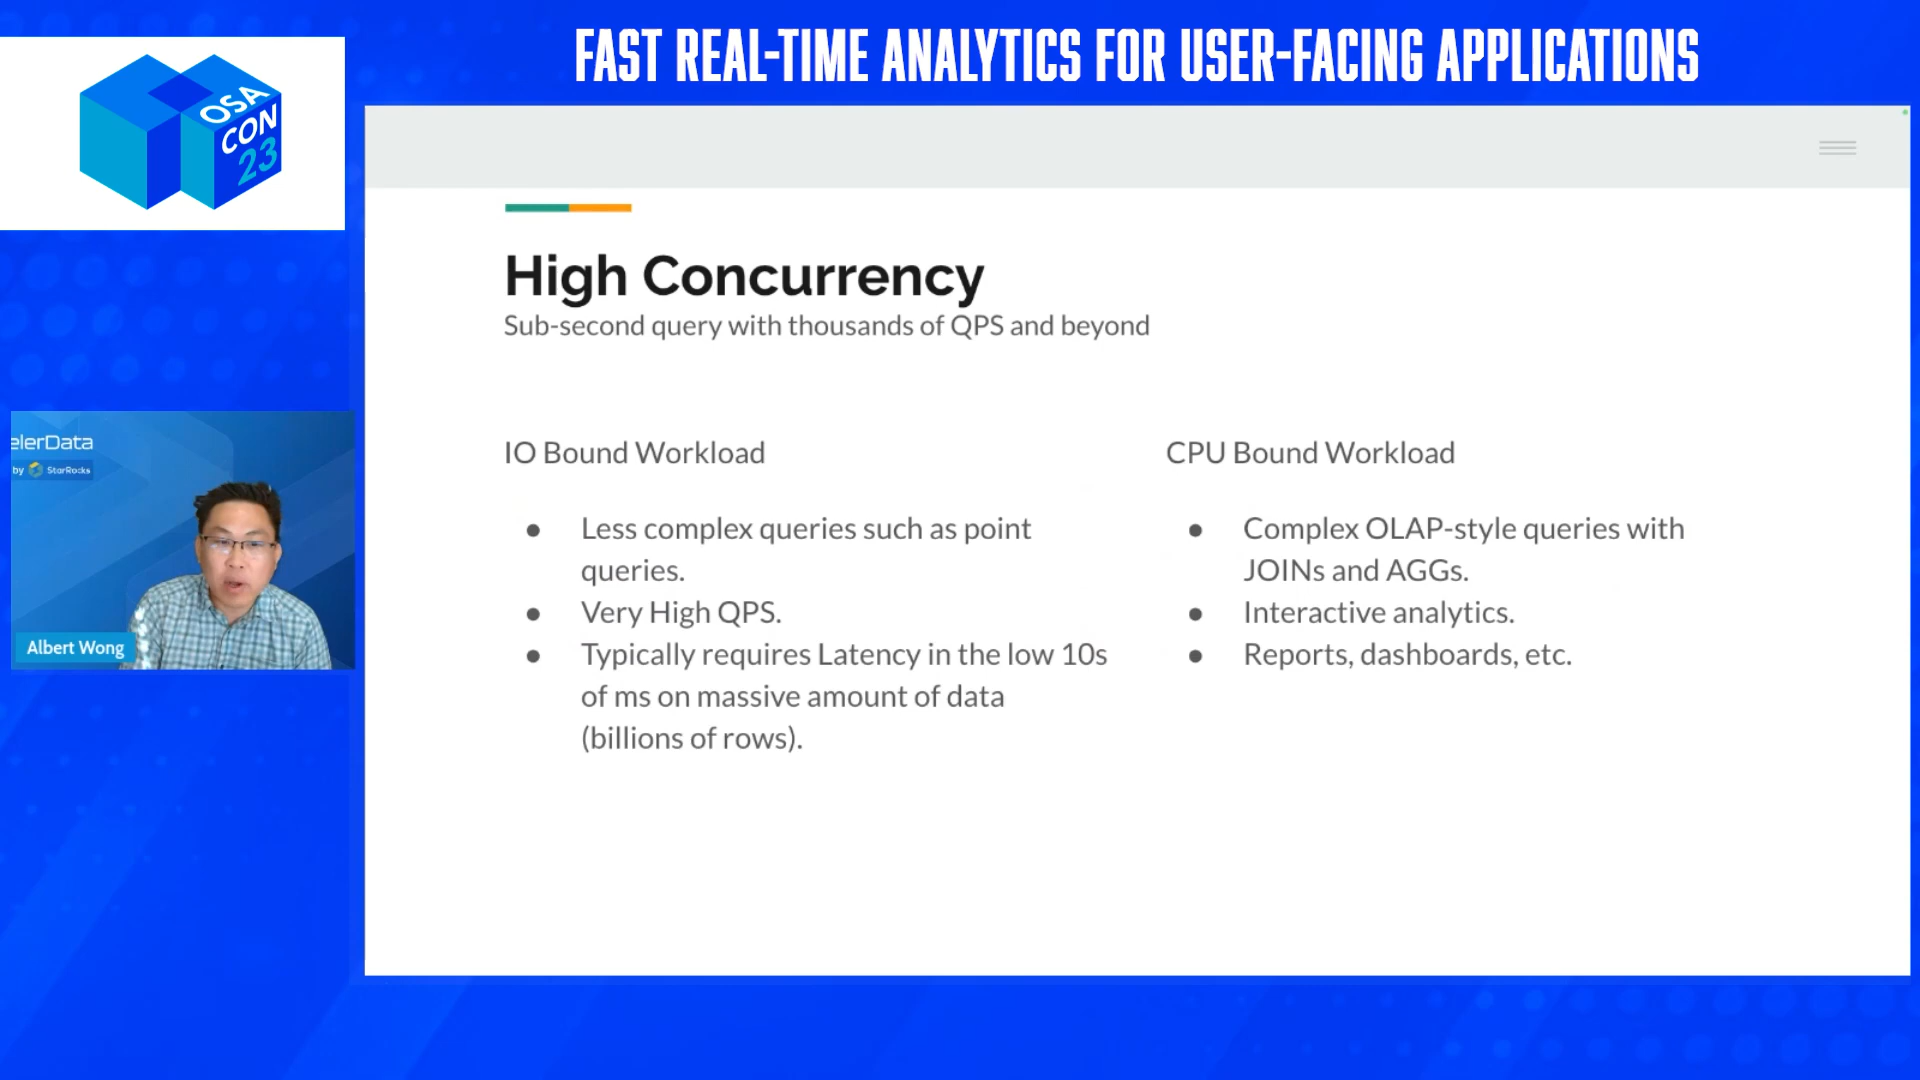 FAST REAL-TIME ANALYTICS FOR USER-FACING APPLICATIONS
OSA
CON
23
High Concurrency
Sub-second query with thousands of QPS and beyond
IO Bound Workload
● Less complex queries such as point
queries.
● Very High QPS.
● Typically requires Latency in the low 10s
of ms on massive amount of data
(billions of rows).
CPU Bound Workload
● Complex OLAP-style queries with
JOINs and AGGs.
● Interactive analytics.
● Reports, dashboards, etc.
elerData
by StarRocks
Albert Wong